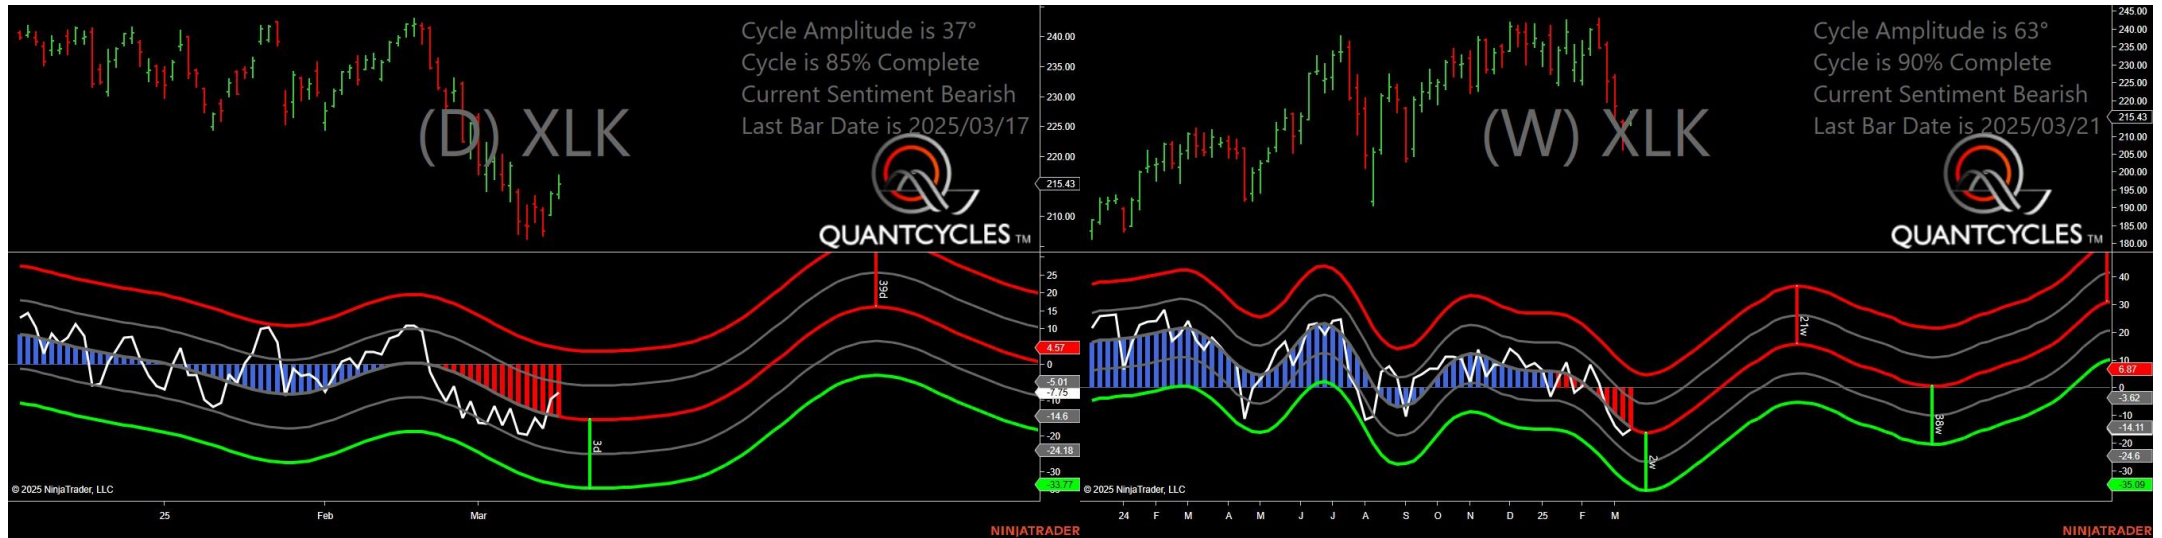 Cycle Amplitude is 37°
Cycle is 85% Complete
Current Sentiment Bearish
Last Bar Date is 2025/03/17
(D) XLK
QUANTCYCLES TM
240.00
235.00
230.00
225.00
220.00
215.43
210.00
25
20
15
10
4.57
0
-5.01
-7.75
-10
-14.6
-20
-24.18
-30
-33.77
39d
3d
© 2025 NinjaTrader, LLC
25 Feb Mar
NINJATRADER
Cycle Amplitude is 63°
Cycle is 90% Complete
Current Sentiment Bearish
Last Bar Date is 2025/03/21
(W) XLK
QUANTCYCLES TM
245.00
240.00
235.00
230.00
225.00
220.00
215.43
210.00
205.00
200.00
195.00
190.00
185.00
180.00
40
30
20
10
6.87
0
-3.62
-10
-14.11
-20
-24.6
-30
-35.09
21w
2w
© 2025 NinjaTrader, LLC
24 F M A M J J A S O N D 25 F M
NINJATRADER